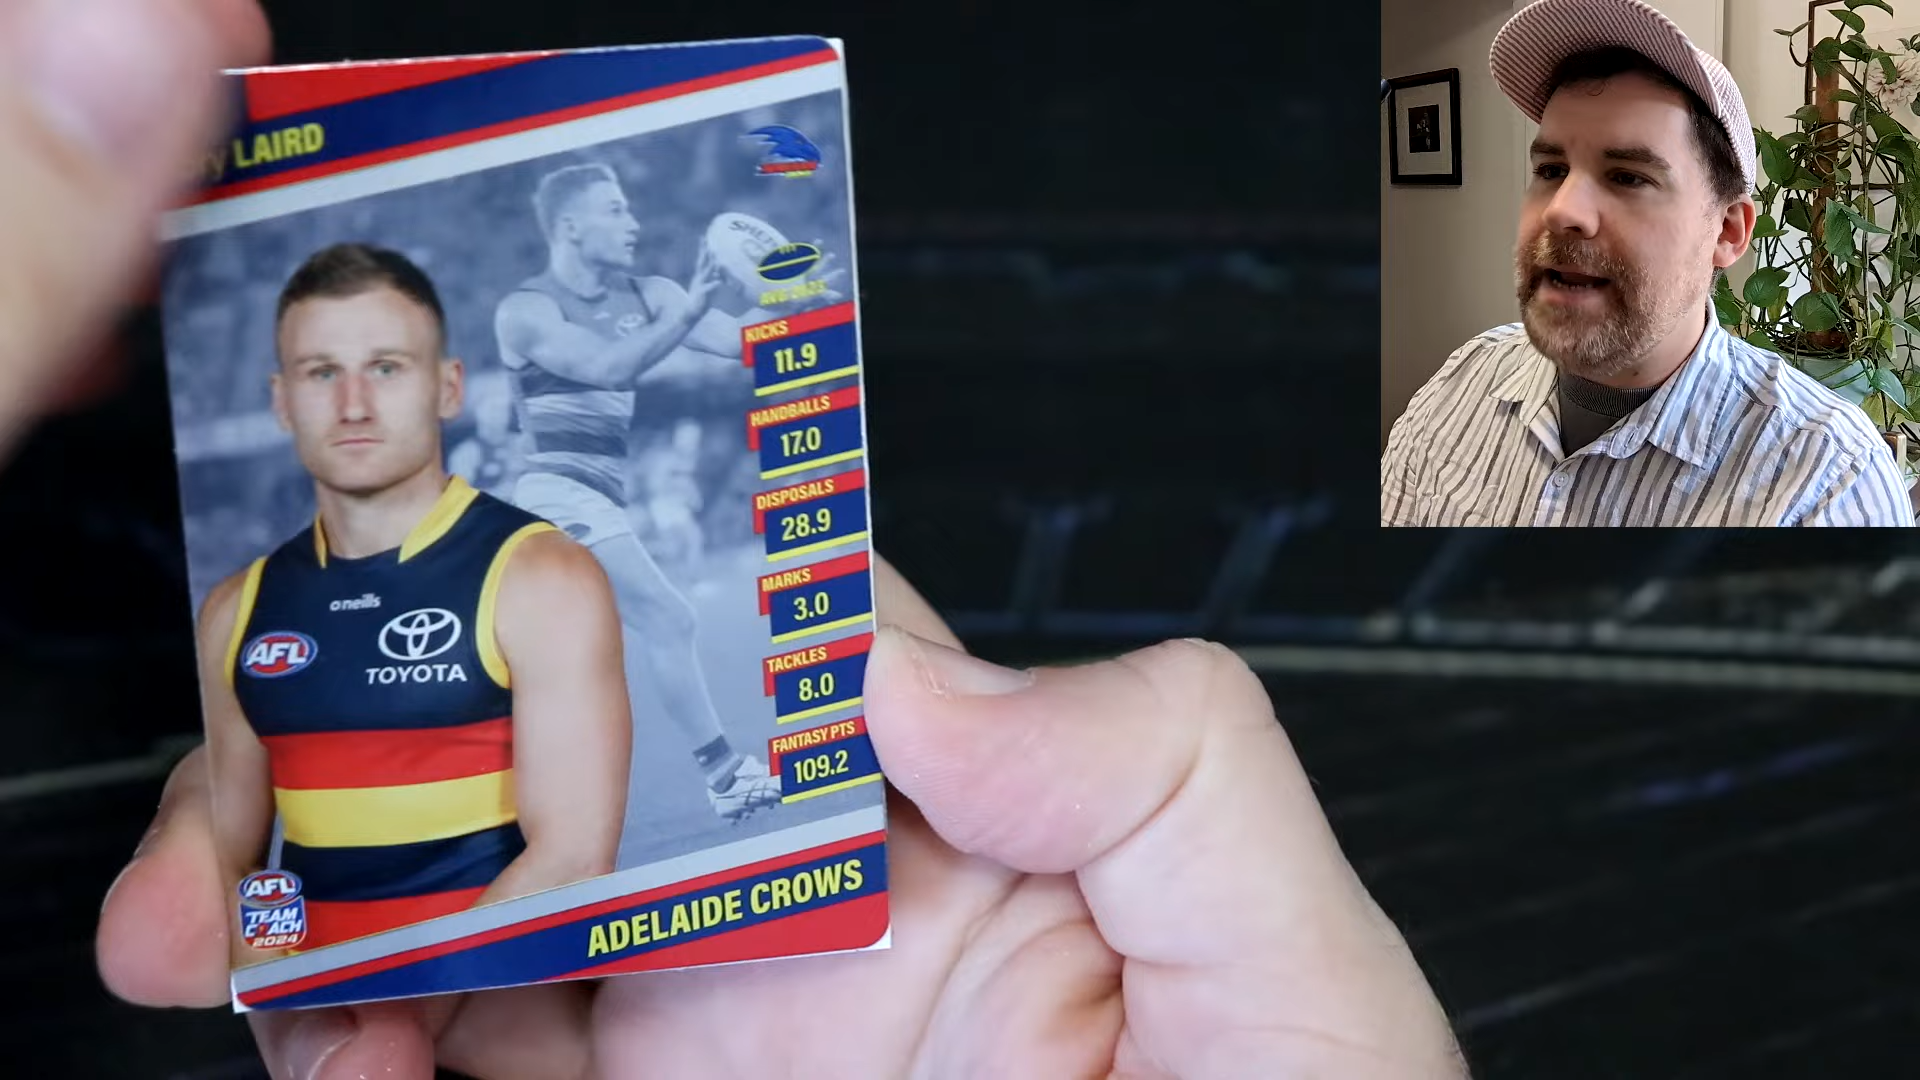 LAIRD
KICKS
11.9
HANDBALLS
17.0
DISPOSALS
28.9
MARKS
3.0
TACKLES
8.0
FANTASY PTS
109.2
oneills
AFL
TOYOTA
AFL
TEAM
COACH
2024
ADELAIDE CROWS